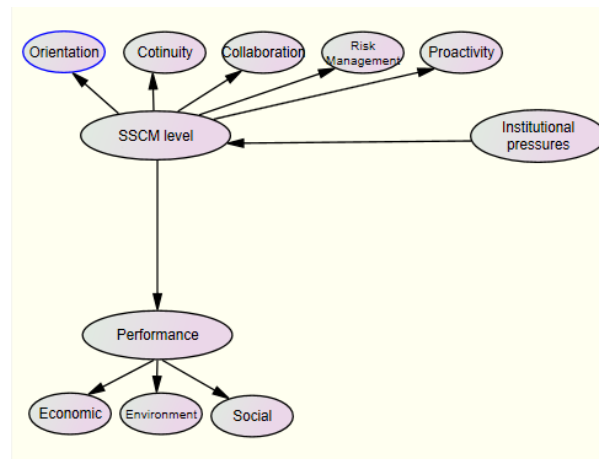 Orientation
Cotinuity
Collaboration
Risk
Management
Proactivity
SSCM level
Institutional
pressures
Performance
Economic
Environment
Social